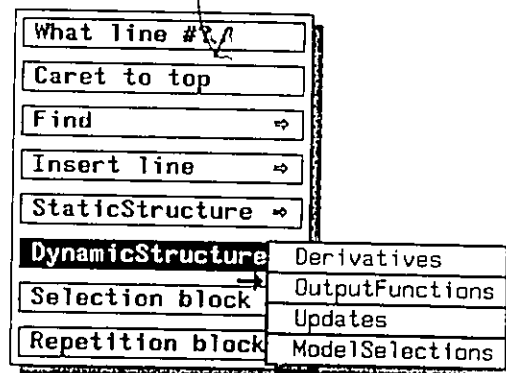 What line #
Caret to top
Find ⇨
Insert line ⇨
StaticStructure ⇨
DynamicStructure
Selection block
Repetition block
Derivatives
OutputFunctions
Updates
ModelSelections